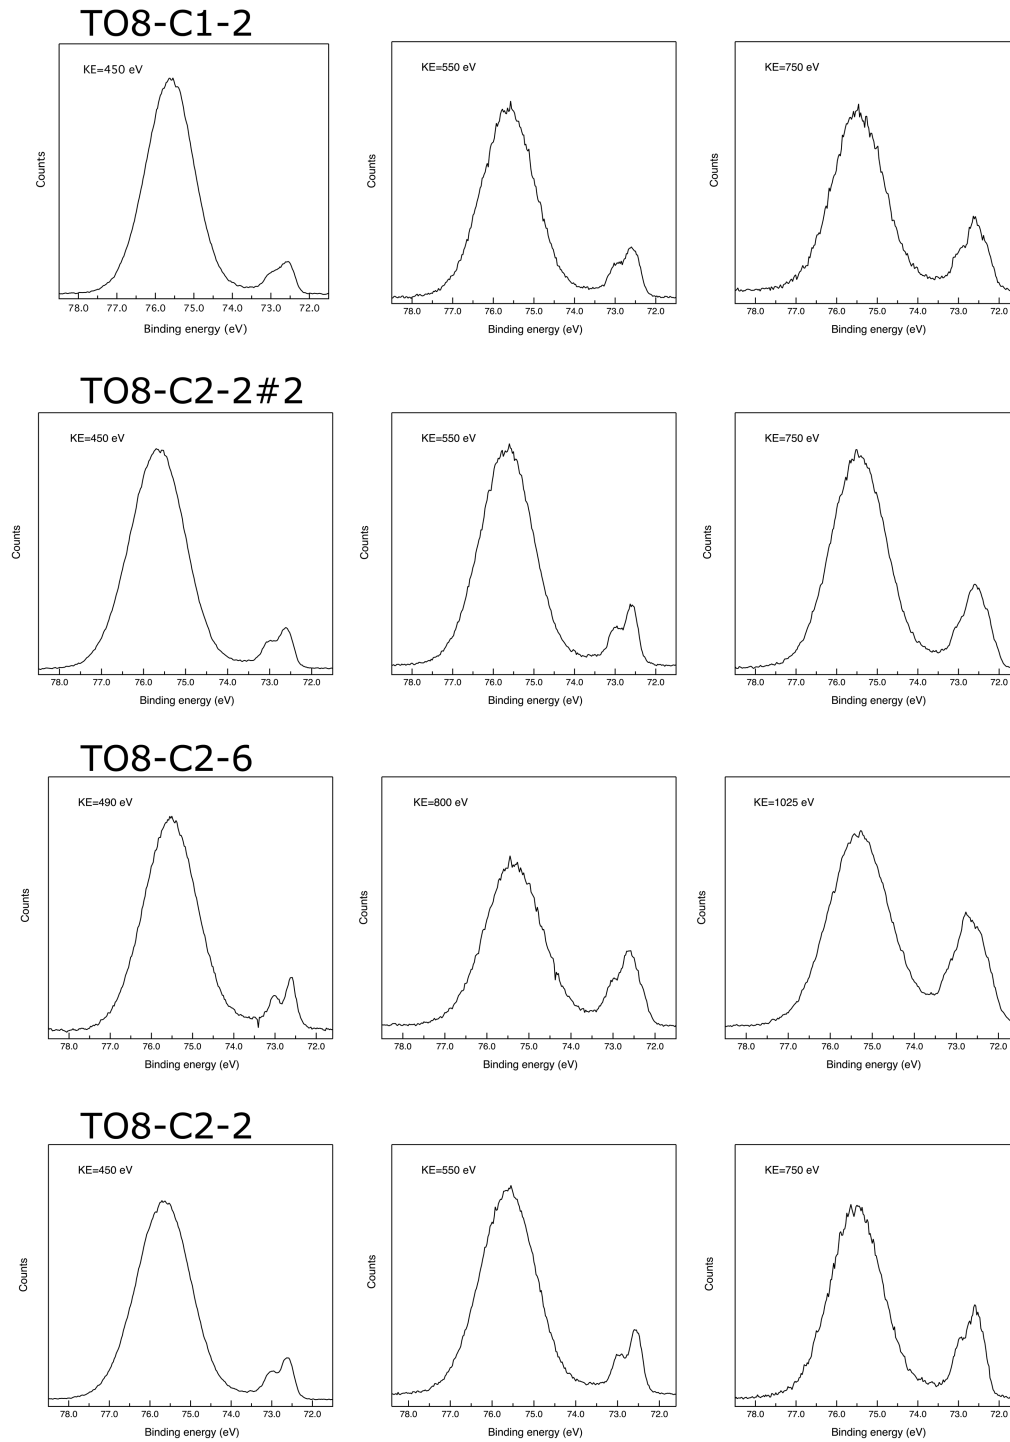 TO8-C1-2
KE=450 eV
KE=550 eV
KE=750 eV
Counts
Counts
Counts
78.0 77.0 76.0 75.0 74.0 73.0 72.0
78.0 77.0 76.0 75.0 74.0 73.0 72.0
78.0 77.0 76.0 75.0 74.0 73.0 72.0
Binding energy (eV)
Binding energy (eV)
Binding energy (eV)
TO8-C2-2#2
KE=450 eV
KE=550 eV
KE=750 eV
Counts
Counts
Counts
78.0 77.0 76.0 75.0 74.0 73.0 72.0
78.0 77.0 76.0 75.0 74.0 73.0 72.0
78.0 77.0 76.0 75.0 74.0 73.0 72.0
Binding energy (eV)
Binding energy (eV)
Binding energy (eV)
TO8-C2-6
KE=490 eV
KE=800 eV
KE=1025 eV
Counts
Counts
Counts
78.0 77.0 76.0 75.0 74.0 73.0 72.0
78.0 77.0 76.0 75.0 74.0 73.0 72.0
78.0 77.0 76.0 75.0 74.0 73.0 72.0
Binding energy (eV)
Binding energy (eV)
Binding energy (eV)
TO8-C2-2
KE=450 eV
KE=550 eV
KE=750 eV
Counts
Counts
Counts
78.0 77.0 76.0 75.0 74.0 73.0 72.0
78.0 77.0 76.0 75.0 74.0 73.0 72.0
78.0 77.0 76.0 75.0 74.0 73.0 72.0
Binding energy (eV)
Binding energy (eV)
Binding energy (eV)